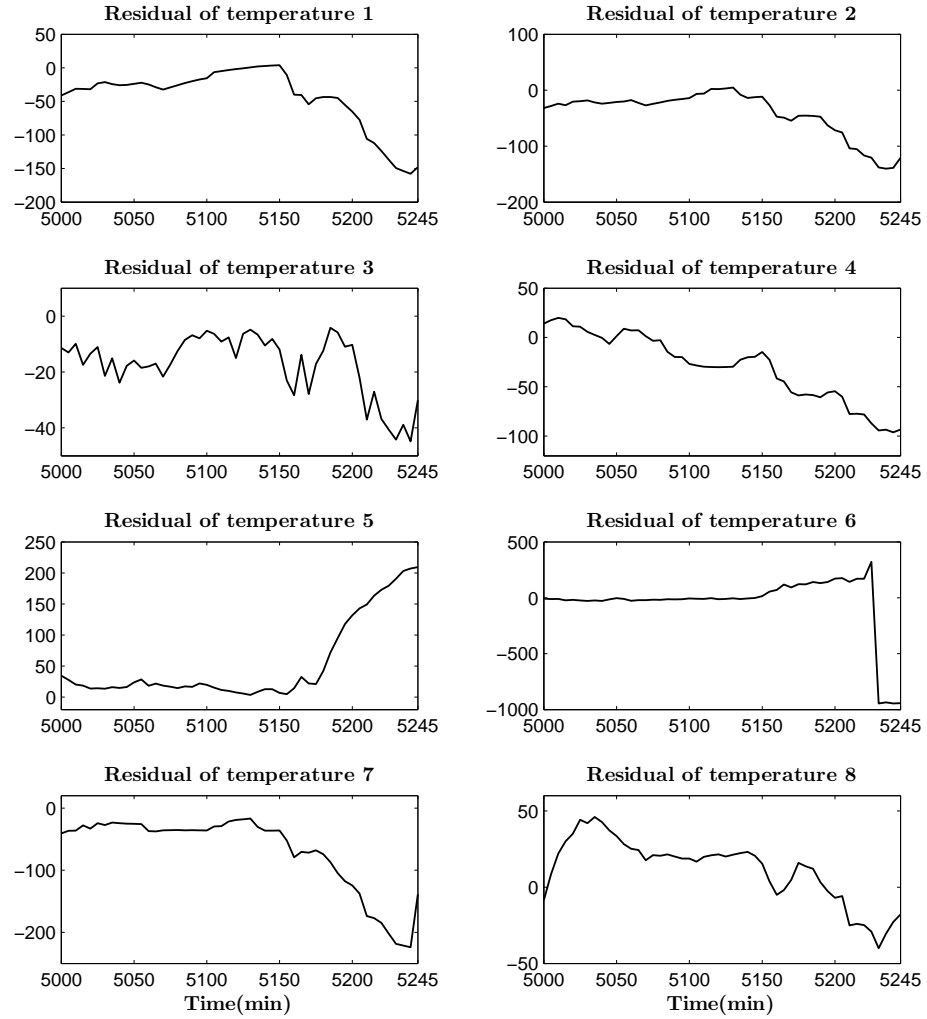 Residual of temperature 1
50
0
−50
−100
−150
−200
5000 5050 5100 5150 5200 5245
Residual of temperature 2
100
0
−100
−200
5000 5050 5100 5150 5200 5245
Residual of temperature 3
0
−20
−40
5000 5050 5100 5150 5200 5245
Residual of temperature 4
50
0
−50
−100
5000 5050 5100 5150 5200 5245
Residual of temperature 5
250
200
150
100
50
0
5000 5050 5100 5150 5200 5245
Residual of temperature 6
500
0
−500
−1000
5000 5050 5100 5150 5200 5245
Residual of temperature 7
0
−100
−200
5000 5050 5100 5150 5200 5245
Time(min)
Residual of temperature 8
50
0
−50
5000 5050 5100 5150 5200 5245
Time(min)